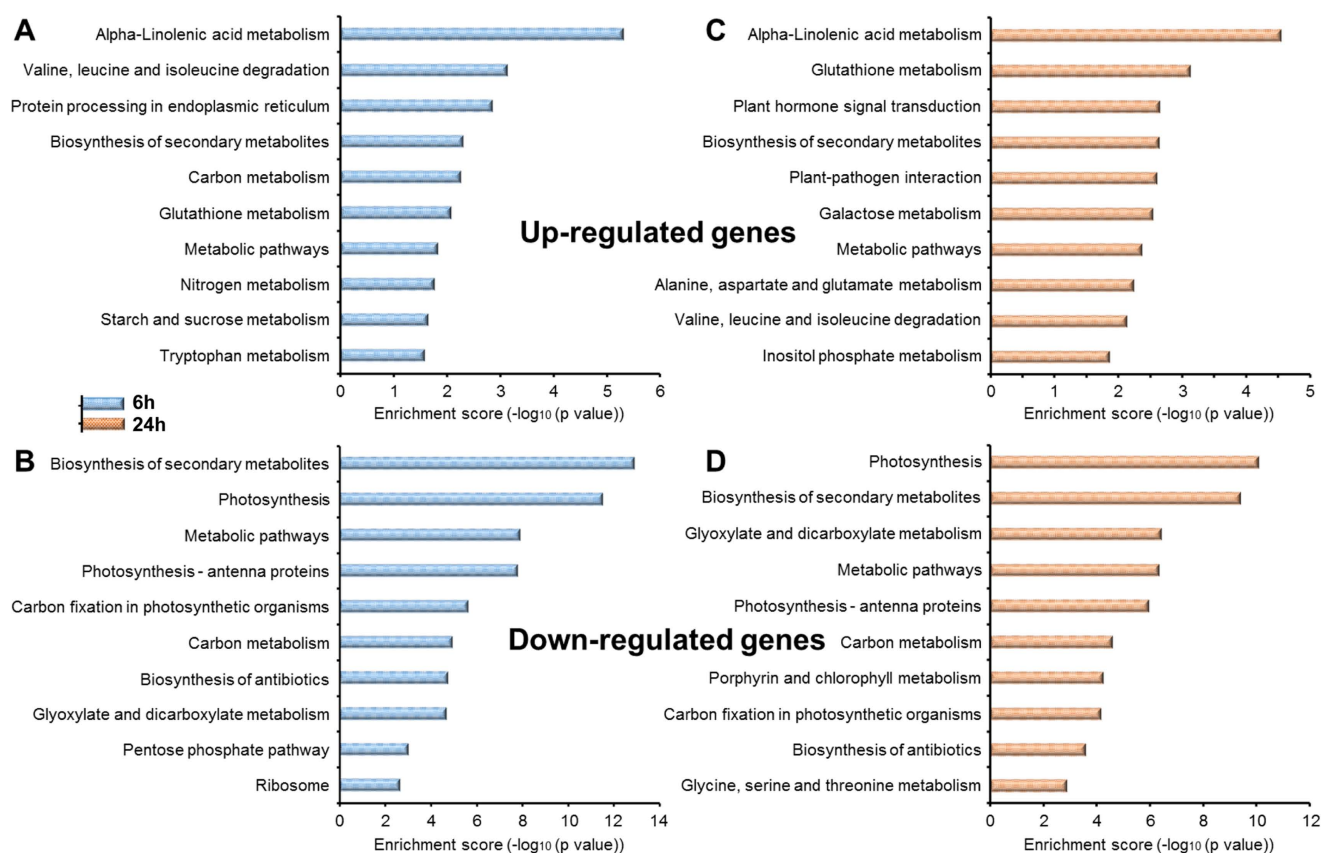 A
Alpha-Linolenic acid metabolism
Valine, leucine and isoleucine degradation
Protein processing in endoplasmic reticulum
Biosynthesis of secondary metabolites
Carbon metabolism
Glutathione metabolism
Metabolic pathways
Nitrogen metabolism
Starch and sucrose metabolism
Tryptophan metabolism
0 1 2 3 4 5 6
Enrichment score (-log10 (p value))
C
Alpha-Linolenic acid metabolism
Glutathione metabolism
Plant hormone signal transduction
Biosynthesis of secondary metabolites
Plant-pathogen interaction
Galactose metabolism
Metabolic pathways
Alanine, aspartate and glutamate metabolism
Valine, leucine and isoleucine degradation
Inositol phosphate metabolism
0 1 2 3 4 5
Enrichment score (-log10 (p value))
Up-regulated genes
6h
24h
B
Biosynthesis of secondary metabolites
Photosynthesis
Metabolic pathways
Photosynthesis - antenna proteins
Carbon fixation in photosynthetic organisms
Carbon metabolism
Biosynthesis of antibiotics
Glyoxylate and dicarboxylate metabolism
Pentose phosphate pathway
Ribosome
0 2 4 6 8 10 12 14
Enrichment score (-log10 (p value))
D
Photosynthesis
Biosynthesis of secondary metabolites
Glyoxylate and dicarboxylate metabolism
Metabolic pathways
Photosynthesis - antenna proteins
Carbon metabolism
Porphyrin and chlorophyll metabolism
Carbon fixation in photosynthetic organisms
Biosynthesis of antibiotics
Glycine, serine and threonine metabolism
0 2 4 6 8 10 12
Enrichment score (-log10 (p value))
Down-regulated genes